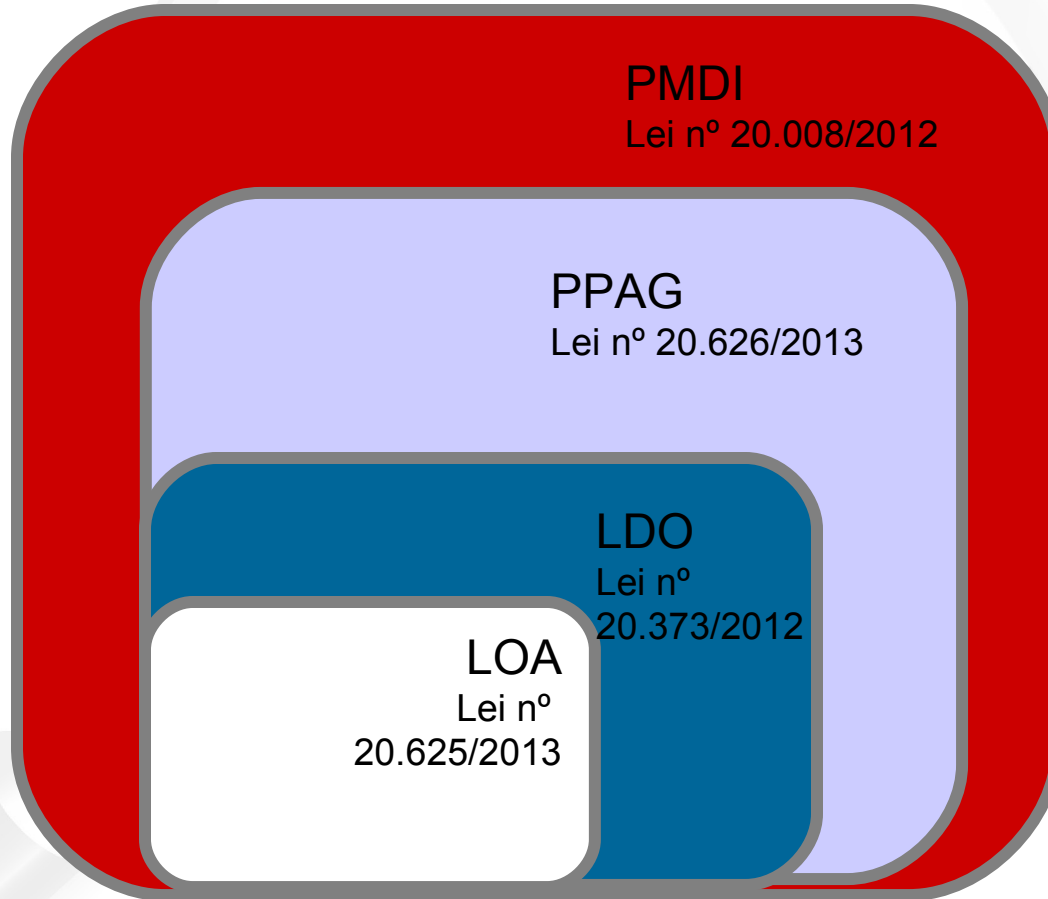 PMDI
Lei nº 20.008/2012
PPAG
Lei nº 20.626/2013
LDO
Lei nº
20.373/2012
LOA
Lei nº
20.625/2013